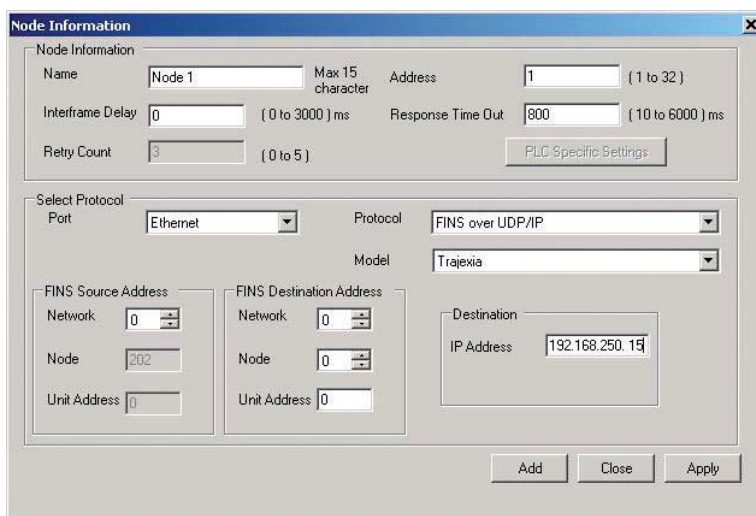 Node Information
Node Information
Name Node 1 Max 15 character Address 1 ( 1 to 32 )
Interframe Delay 0 ( 0 to 3000 ) ms Response Time Out 800 ( 10 to 6000 ) ms
Retry Count 3 ( 0 to 5 ) PLC Specific Settings
Select Protocol
Port Ethernet Protocol FINS over UDP/IP
Model Trajexia
FINS Source Address FINS Destination Address
Network 0 Network 0 Destination
Node 202 Node 0 IP Address 192.168.250. 15
Unit Address 0 Unit Address 0
Add Close Apply